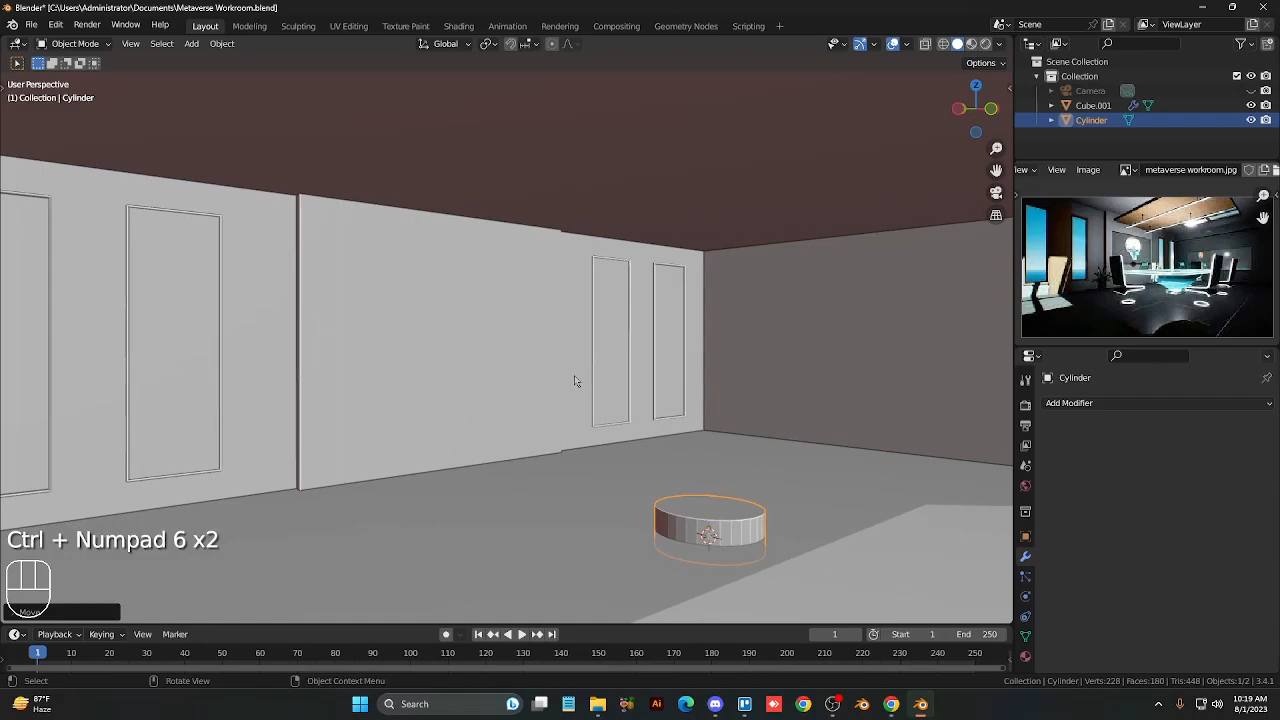 Blender* [C:\Users\Administrator\Documents\Metaverse Workroom.blend]
File Edit Render Window Help Layout Modeling Sculpting UV Editing Texture Paint Shading Animation Rendering Compositing Geometry Nodes Scripting + Scene ViewLayer
Object Mode View Select Add Object Global
Options
User Perspective
(1) Collection | Cylinder
Z
Scene Collection
Collection
Camera
Cube.001
Cylinder
iew Image metaverse workroom.jpg
Cylinder
Add Modifier
Ctrl + Numpad 6 x2
Move
Playback Keying View Marker 1 Start 1 End 250
1 10 20 30 40 50 60 70 80 90 100 110 120 130 140 150 160 170 180 190 200 210 220 230 240 250
Select Rotate View Object Context Menu Collection | Cylinder | Verts:228 | Faces:180 | Tris:448 | Objects:1/2 | 3.4.1
87°F
Haze
Search
10:19 AM
6/1/2023